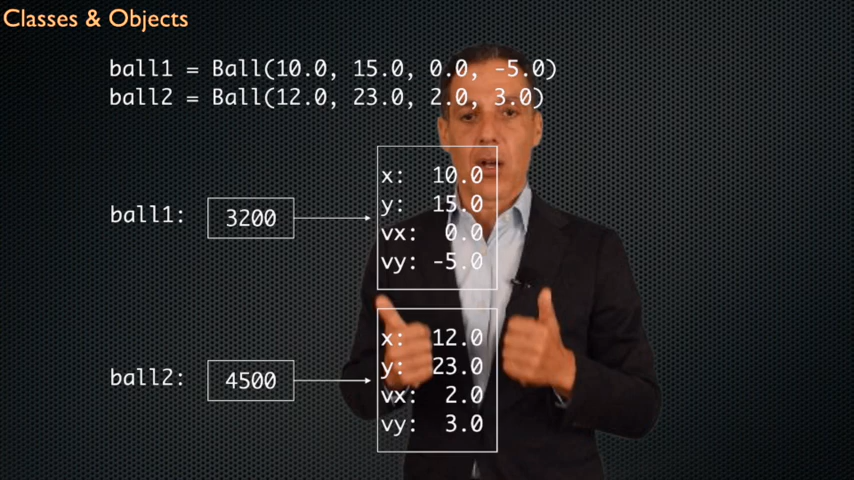 Classes & Objects
ball1 = Ball(10.0, 15.0, 0.0, -5.0)
ball2 = Ball(12.0, 23.0, 2.0, 3.0)
x: 10.0
y: 15.0
ball1: 3200
vx: 0.0
vy: -5.0
x: 12.0
y: 23.0
ball2: 4500
vx: 2.0
vy: 3.0